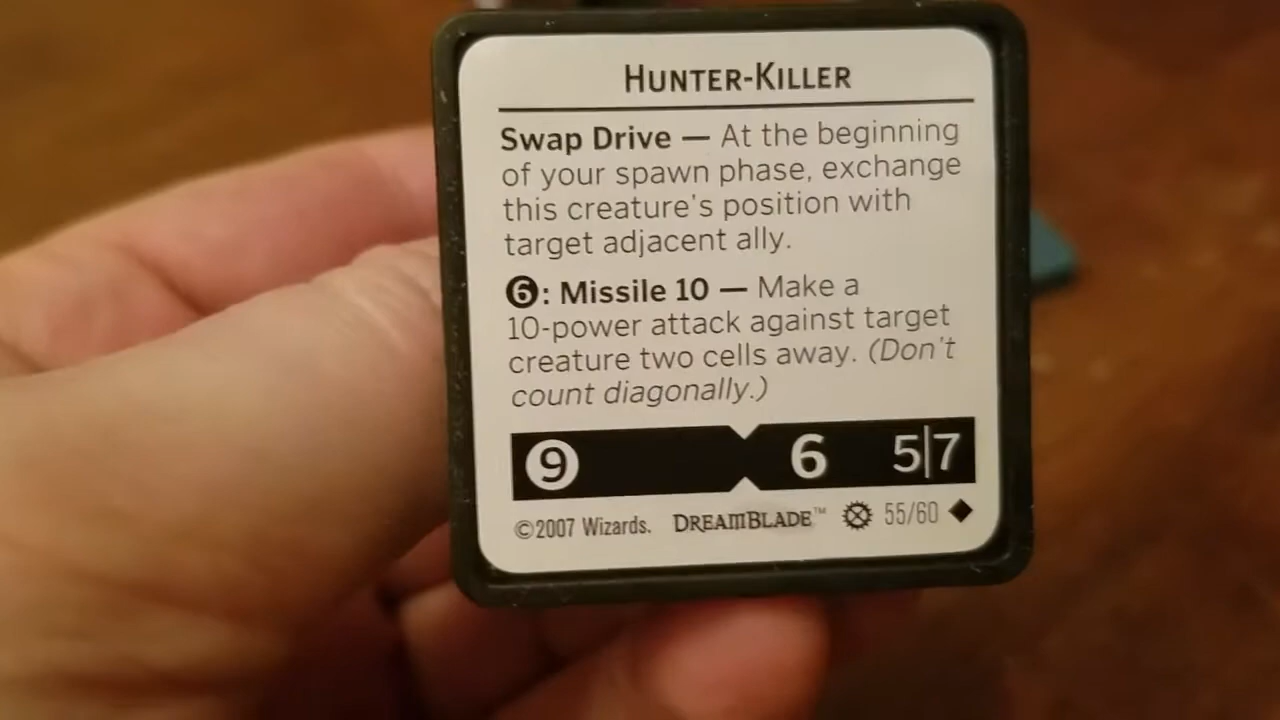 HUNTER-KILLER
Swap Drive — At the beginning
of your spawn phase, exchange
this creature's position with
target adjacent ally.
6: Missile 10 — Make a
10-power attack against target
creature two cells away. (Don't
count diagonally.)
9 6 5|7
©2007 Wizards. DREAMBLADE™ 55/60